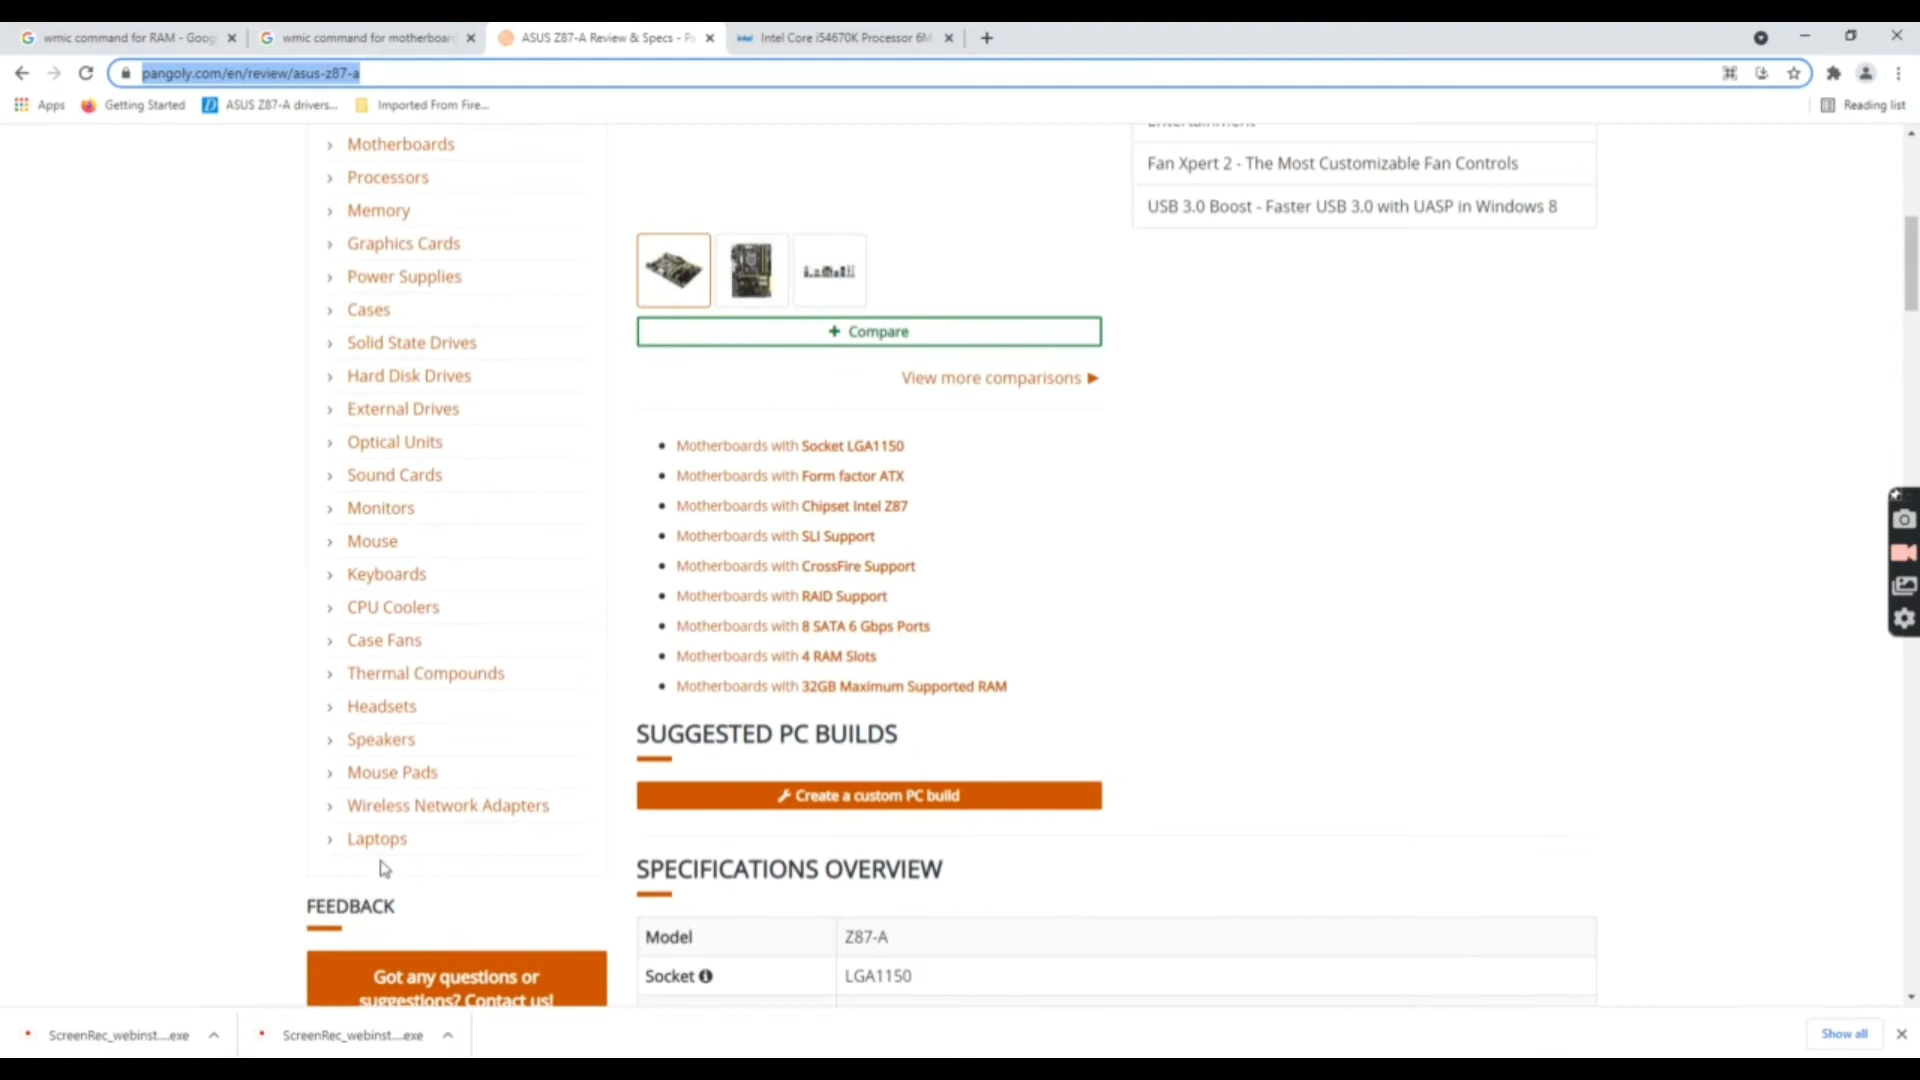 wmic command for RAM - Goog
wmic command for motherboar
ASUS Z87-A Review & Specs - P
intel Intel Core i54670K Processor 6M
pangoly.com/en/review/asus-z87-a
Apps
Getting Started
ASUS Z87-A drivers...
Imported From Fire...
Reading list
Motherboards
Processors
Memory
Graphics Cards
Power Supplies
Cases
Solid State Drives
Hard Disk Drives
External Drives
Optical Units
Sound Cards
Monitors
Mouse
Keyboards
CPU Coolers
Case Fans
Thermal Compounds
Headsets
Speakers
Mouse Pads
Wireless Network Adapters
Laptops
FEEDBACK
Got any questions or
suggestions? Contact us!
Entertainment
Fan Xpert 2 - The Most Customizable Fan Controls
USB 3.0 Boost - Faster USB 3.0 with UASP in Windows 8
+ Compare
View more comparisons ▶
• Motherboards with Socket LGA1150
• Motherboards with Form factor ATX
• Motherboards with Chipset Intel Z87
• Motherboards with SLI Support
• Motherboards with CrossFire Support
• Motherboards with RAID Support
• Motherboards with 8 SATA 6 Gbps Ports
• Motherboards with 4 RAM Slots
• Motherboards with 32GB Maximum Supported RAM
SUGGESTED PC BUILDS
Create a custom PC build
SPECIFICATIONS OVERVIEW
Model Z87-A
Socket LGA1150
ScreenRec_webinst....exe
ScreenRec_webinst....exe
Show all